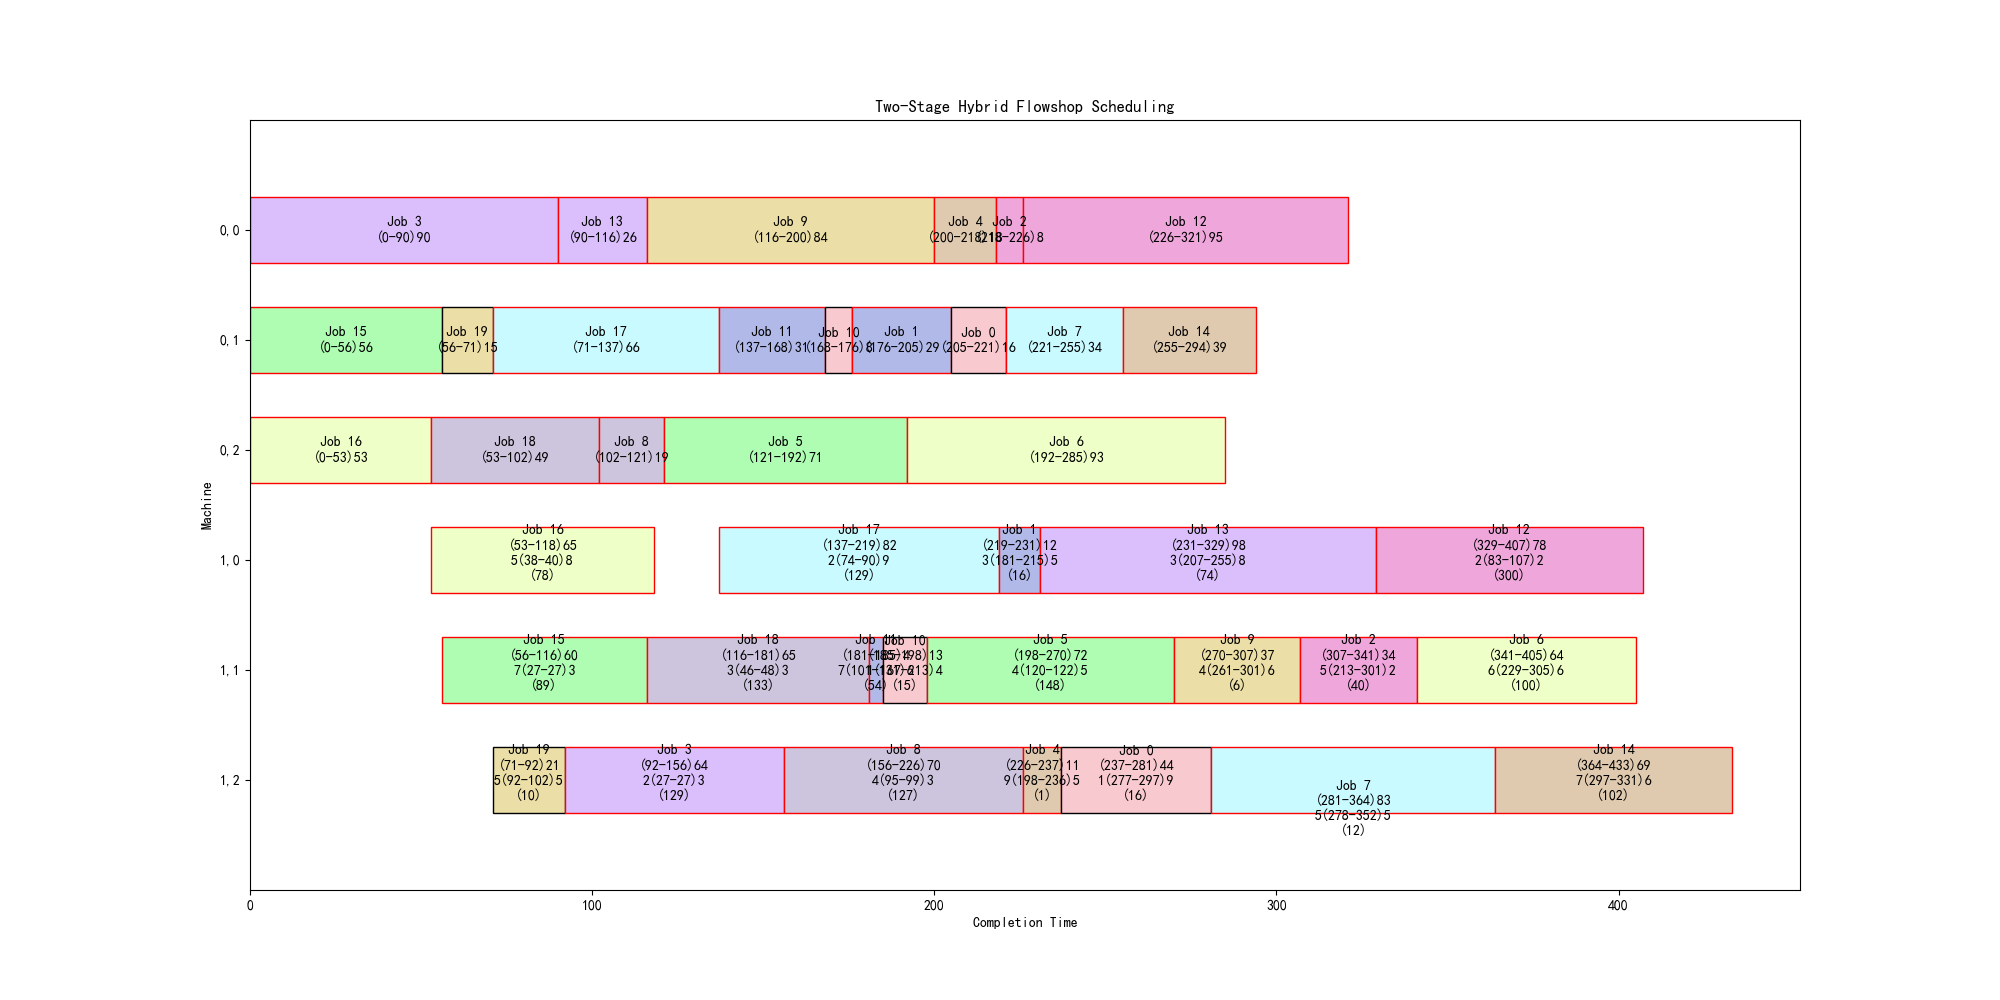 Two-Stage Hybrid Flowshop Scheduling
Machine
0,0
Job 3
(0-90)90
Job 13
(90-116)26
Job 9
(116-200)84
Job 4
(200-218)18
Job 2
(218-226)8
Job 12
(226-321)95
0,1
Job 15
(0-56)56
Job 19
(56-71)15
Job 17
(71-137)66
Job 11
(137-168)31
Job 10
(168-176)8
Job 1
(176-205)29
Job 0
(205-221)16
Job 7
(221-255)34
Job 14
(255-294)39
0,2
Job 16
(0-53)53
Job 18
(53-102)49
Job 8
(102-121)19
Job 5
(121-192)71
Job 6
(192-285)93
1,0
Job 16
(53-118)65
5(38-40)8
(78)
Job 17
(137-219)82
2(74-90)9
(129)
Job 1
(219-231)12
3(181-215)5
(16)
Job 13
(231-329)98
3(207-255)8
(74)
Job 12
(329-407)78
2(83-107)2
(300)
1,1
Job 15
(56-116)60
7(27-27)3
(89)
Job 18
(116-181)65
3(46-48)3
(133)
Job 11
(181-185)4
(54)
Job 10
(185-198)13
(15)
Job 5
(198-270)72
4(120-122)5
(148)
Job 9
(270-307)37
4(261-301)6
(6)
Job 2
(307-341)34
5(213-301)2
(40)
Job 6
(341-405)64
6(229-305)6
(100)
1,2
Job 19
(71-92)21
5(92-102)5
(10)
Job 3
(92-156)64
2(27-27)3
(129)
Job 8
(156-226)70
4(95-99)3
(127)
Job 4
(226-237)11
9(198-236)5
(1)
Job 0
(237-281)44
1(277-297)9
(16)
Job 7
(281-364)83
5(278-352)5
(12)
Job 14
(364-433)69
7(297-331)6
(102)
0
100
200
300
400
Completion Time